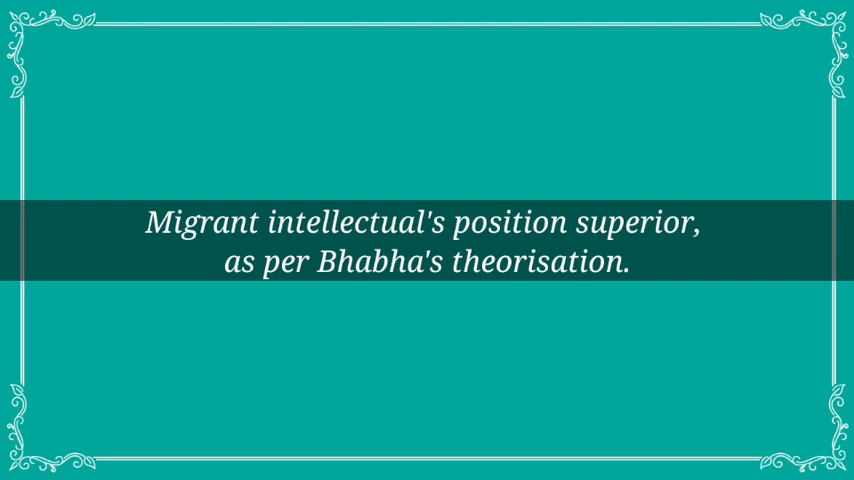 Migrant intellectual's position superior,
as per Bhabha's theorisation.